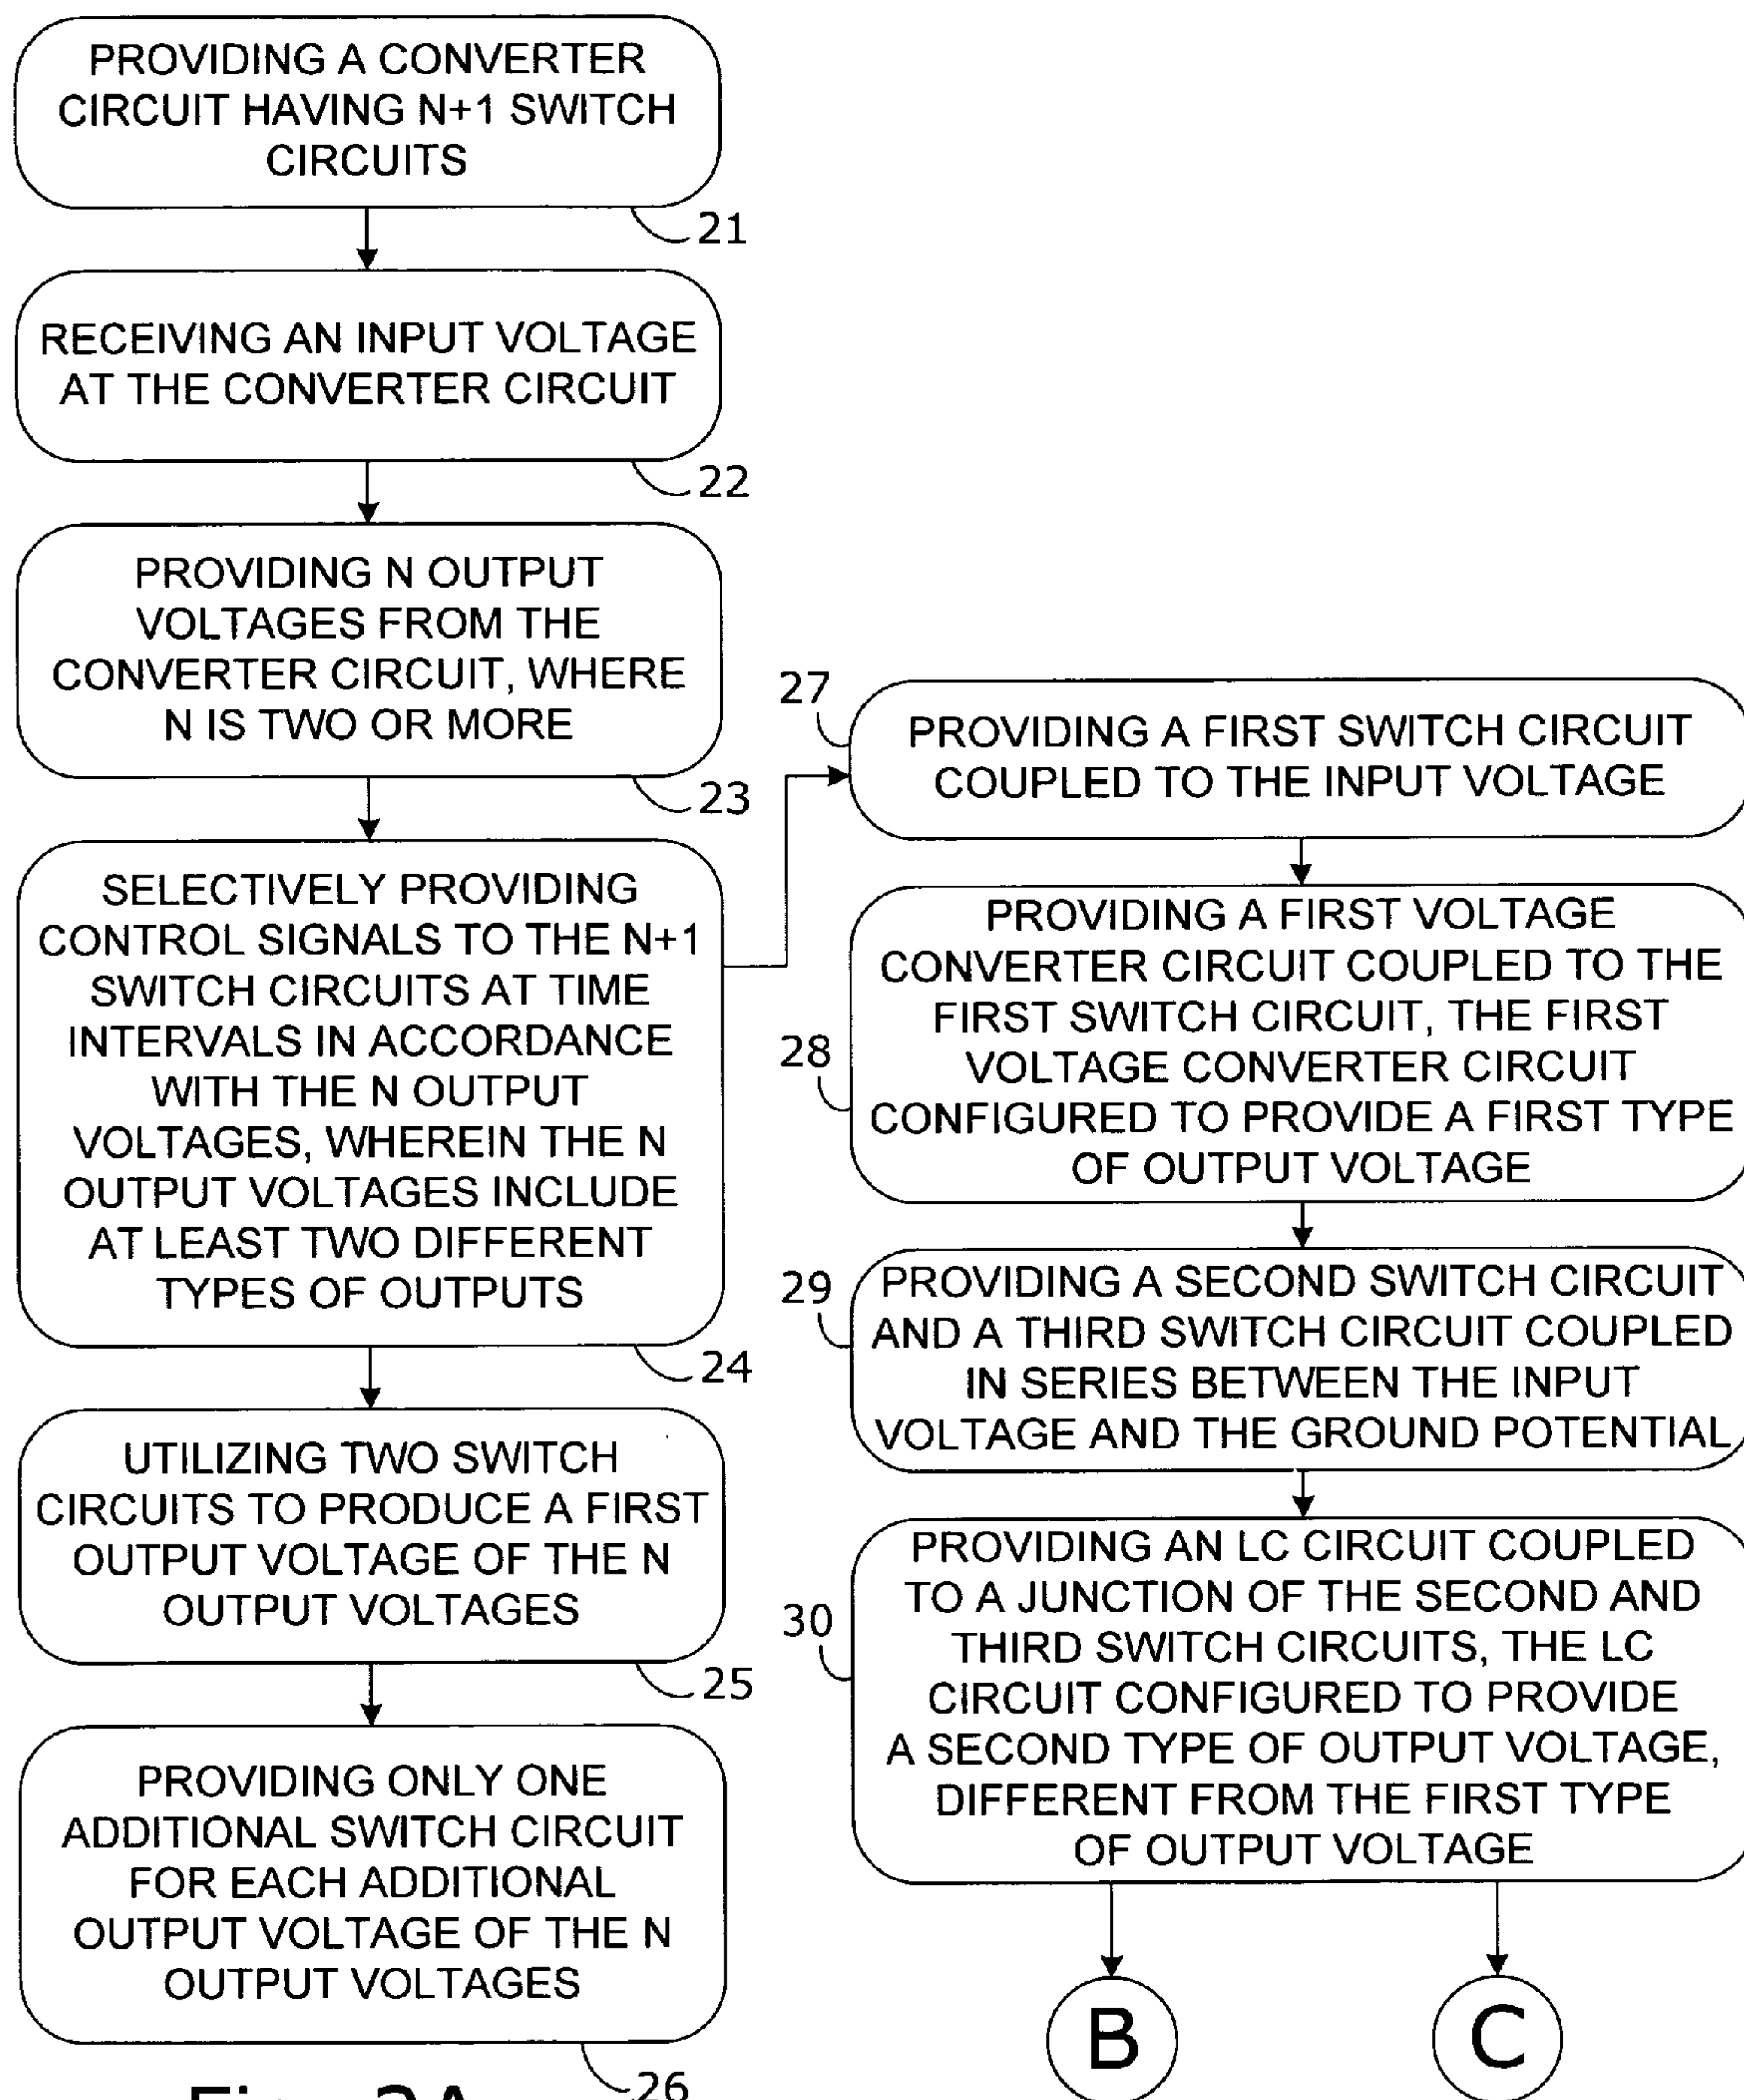 PROVIDING A CONVERTER
CIRCUIT HAVING N+1 SWITCH
CIRCUITS
21
RECEIVING AN INPUT VOLTAGE
AT THE CONVERTER CIRCUIT
22
PROVIDING N OUTPUT
VOLTAGES FROM THE
CONVERTER CIRCUIT, WHERE
N IS TWO OR MORE
23
SELECTIVELY PROVIDING
CONTROL SIGNALS TO THE N+1
SWITCH CIRCUITS AT TIME
INTERVALS IN ACCORDANCE
WITH THE N OUTPUT
VOLTAGES, WHEREIN THE N
OUTPUT VOLTAGES INCLUDE
AT LEAST TWO DIFFERENT
TYPES OF OUTPUTS
24
UTILIZING TWO SWITCH
CIRCUITS TO PRODUCE A FIRST
OUTPUT VOLTAGE OF THE N
OUTPUT VOLTAGES
25
PROVIDING ONLY ONE
ADDITIONAL SWITCH CIRCUIT
FOR EACH ADDITIONAL
OUTPUT VOLTAGE OF THE N
OUTPUT VOLTAGES
26
27
PROVIDING A FIRST SWITCH CIRCUIT
COUPLED TO THE INPUT VOLTAGE
28
PROVIDING A FIRST VOLTAGE
CONVERTER CIRCUIT COUPLED TO THE
FIRST SWITCH CIRCUIT, THE FIRST
VOLTAGE CONVERTER CIRCUIT
CONFIGURED TO PROVIDE A FIRST TYPE
OF OUTPUT VOLTAGE
29
PROVIDING A SECOND SWITCH CIRCUIT
AND A THIRD SWITCH CIRCUIT COUPLED
IN SERIES BETWEEN THE INPUT
VOLTAGE AND THE GROUND POTENTIAL
30
PROVIDING AN LC CIRCUIT COUPLED
TO A JUNCTION OF THE SECOND AND
THIRD SWITCH CIRCUITS, THE LC
CIRCUIT CONFIGURED TO PROVIDE
A SECOND TYPE OF OUTPUT VOLTAGE,
DIFFERENT FROM THE FIRST TYPE
OF OUTPUT VOLTAGE
B
C